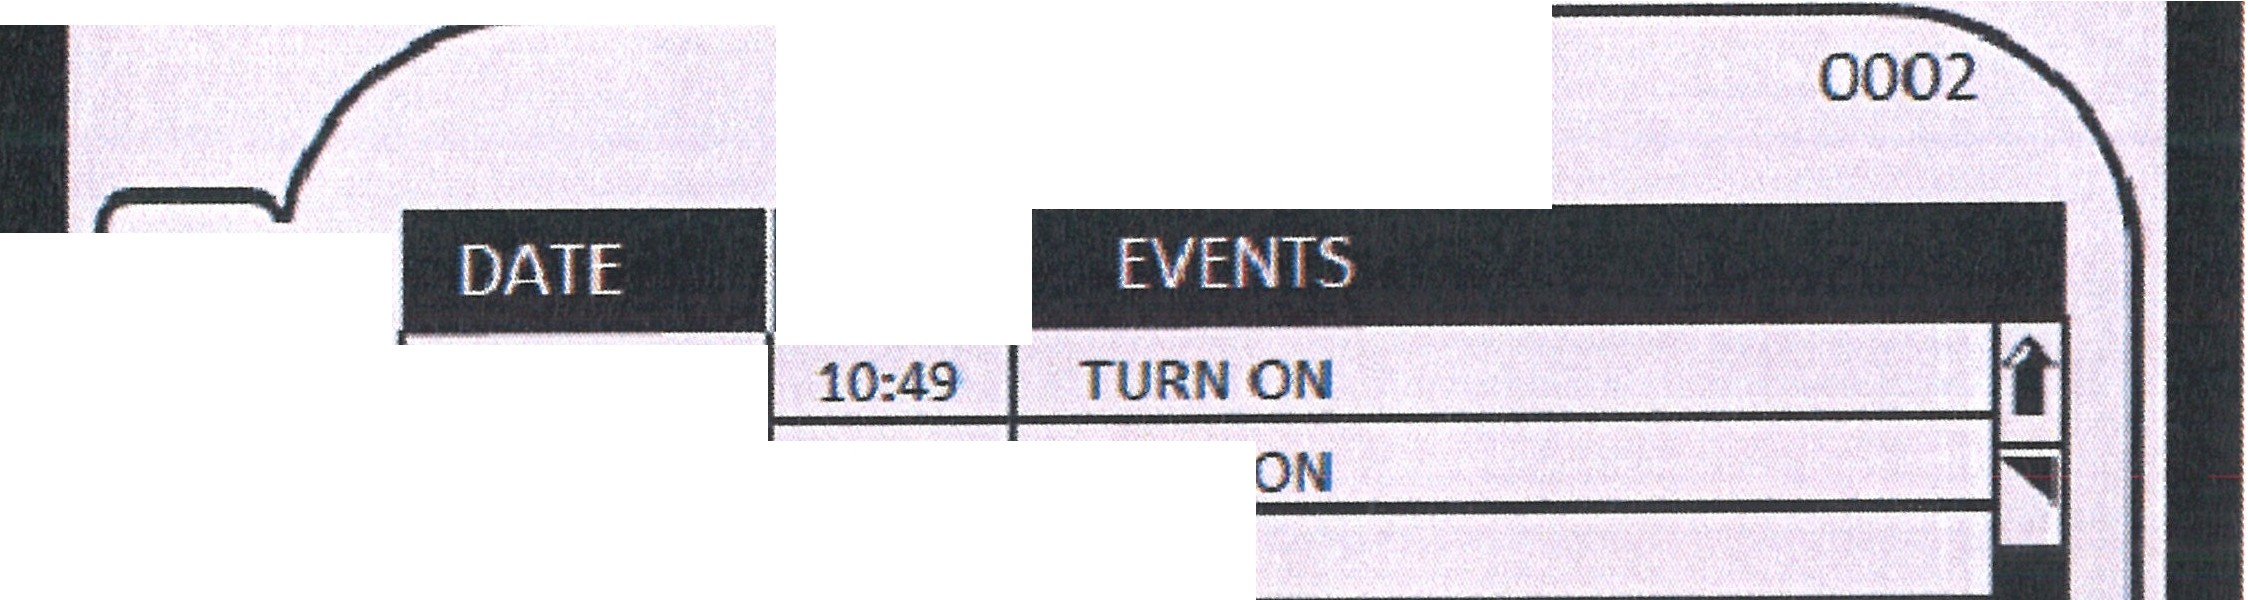 0002
DATE EVENTS
10:49 TURN ON
ON